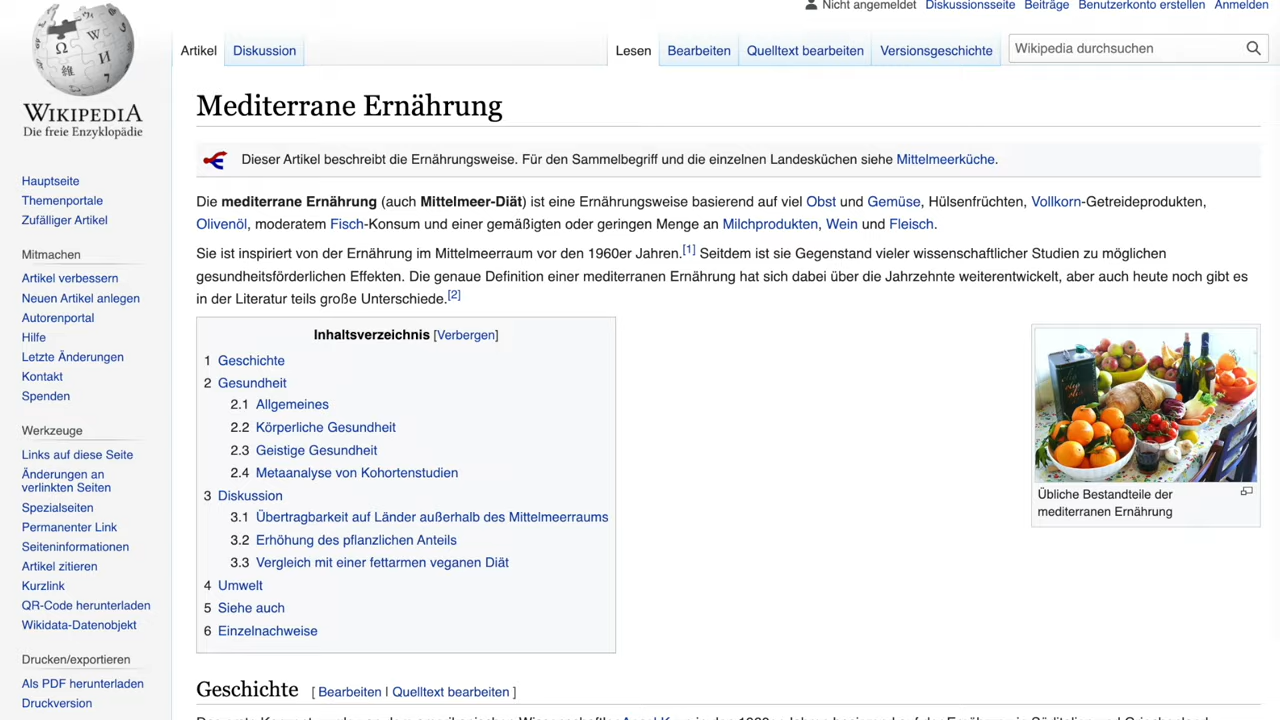 Nicht angemeldet Diskussionsseite Beiträge Benutzerkonto erstellen Anmelden
Artikel Diskussion Lesen Bearbeiten Quelltext bearbeiten Versionsgeschichte Wikipedia durchsuchen
WIKIPEDIA
Die freie Enzyklopädie
Hauptseite
Themenportale
Zufälliger Artikel
Mitmachen
Artikel verbessern
Neuen Artikel anlegen
Autorenportal
Hilfe
Letzte Änderungen
Kontakt
Spenden
Werkzeuge
Links auf diese Seite
Änderungen an
verlinkten Seiten
Spezialseiten
Permanenter Link
Seiteninformationen
Artikel zitieren
Kurzlink
QR-Code herunterladen
Wikidata-Datenobjekt
Drucken/exportieren
Als PDF herunterladen
Druckversion
Mediterrane Ernährung
Dieser Artikel beschreibt die Ernährungsweise. Für den Sammelbegriff und die einzelnen Landesküchen siehe Mittelmeerküche.
Die mediterrane Ernährung (auch Mittelmeer-Diät) ist eine Ernährungsweise basierend auf viel Obst und Gemüse, Hülsenfrüchten, Vollkorn-Getreideprodukten,
Olivenöl, moderatem Fisch-Konsum und einer gemäßigten oder geringen Menge an Milchprodukten, Wein und Fleisch.
Sie ist inspiriert von der Ernährung im Mittelmeerraum vor den 1960er Jahren.[1] Seitdem ist sie Gegenstand vieler wissenschaftlicher Studien zu möglichen
gesundheitsförderlichen Effekten. Die genaue Definition einer mediterranen Ernährung hat sich dabei über die Jahrzehnte weiterentwickelt, aber auch heute noch gibt es
in der Literatur teils große Unterschiede.[2]
Inhaltsverzeichnis [Verbergen]
1 Geschichte
2 Gesundheit
2.1 Allgemeines
2.2 Körperliche Gesundheit
2.3 Geistige Gesundheit
2.4 Metaanalyse von Kohortenstudien
3 Diskussion
3.1 Übertragbarkeit auf Länder außerhalb des Mittelmeerraums
3.2 Erhöhung des pflanzlichen Anteils
3.3 Vergleich mit einer fettarmen veganen Diät
4 Umwelt
5 Siehe auch
6 Einzelnachweise
Übliche Bestandteile der
mediterranen Ernährung
Geschichte [ Bearbeiten | Quelltext bearbeiten ]